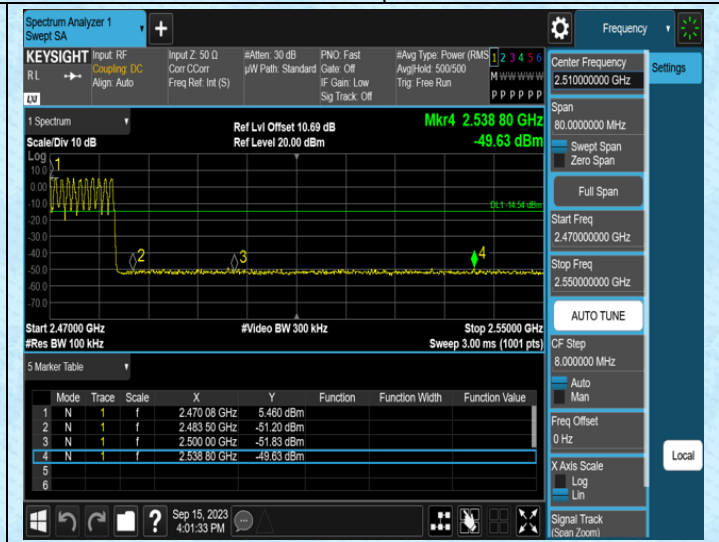 Spectrum Analyzer 1
Swept SA
+
Frequency
KEYSIGHT
RL
Input: RF
Coupling: DC
Align: Auto
Input Z: 50 Ω
Corr CCorr
Freq Ref: Int (S)
#Atten: 30 dB
µW Path: Standard
PNO: Fast
Gate: Off
IF Gain: Low
Sig Track: Off
#Avg Type: Power (RMS
Avg|Hold: 500/500
Trig: Free Run
1 2 3 4 5 6
M W W W W W
P P P P P P
LXI
1 Spectrum
Scale/Div 10 dB
Ref Lvl Offset 10.69 dB
Ref Level 20.00 dBm
Mkr4 2.538 80 GHz
-49.63 dBm
Log
10.0
0.00
-10.0
-20.0
-30.0
-40.0
-50.0
-60.0
-70.0
1
2
3
4
DL1 -14.54 dBm
Start 2.47000 GHz
#Res BW 100 kHz
#Video BW 300 kHz
Stop 2.55000 GHz
Sweep 3.00 ms (1001 pts)
5 Marker Table
Mode Trace Scale X Y Function Function Width Function Value
1 N 1 f 2.470 08 GHz 5.460 dBm
2 N 1 f 2.483 50 GHz -51.20 dBm
3 N 1 f 2.500 00 GHz -51.83 dBm
4 N 1 f 2.538 80 GHz -49.63 dBm
5
6
?
Sep 15, 2023
4:01:33 PM
Center Frequency
2.510000000 GHz
Settings
Span
80.0000000 MHz
Swept Span
Zero Span
Full Span
Start Freq
2.470000000 GHz
Stop Freq
2.550000000 GHz
AUTO TUNE
CF Step
8.000000 MHz
Auto
Man
Freq Offset
0 Hz
X Axis Scale
Log
Lin
Signal Track
(Span Zoom)
Local